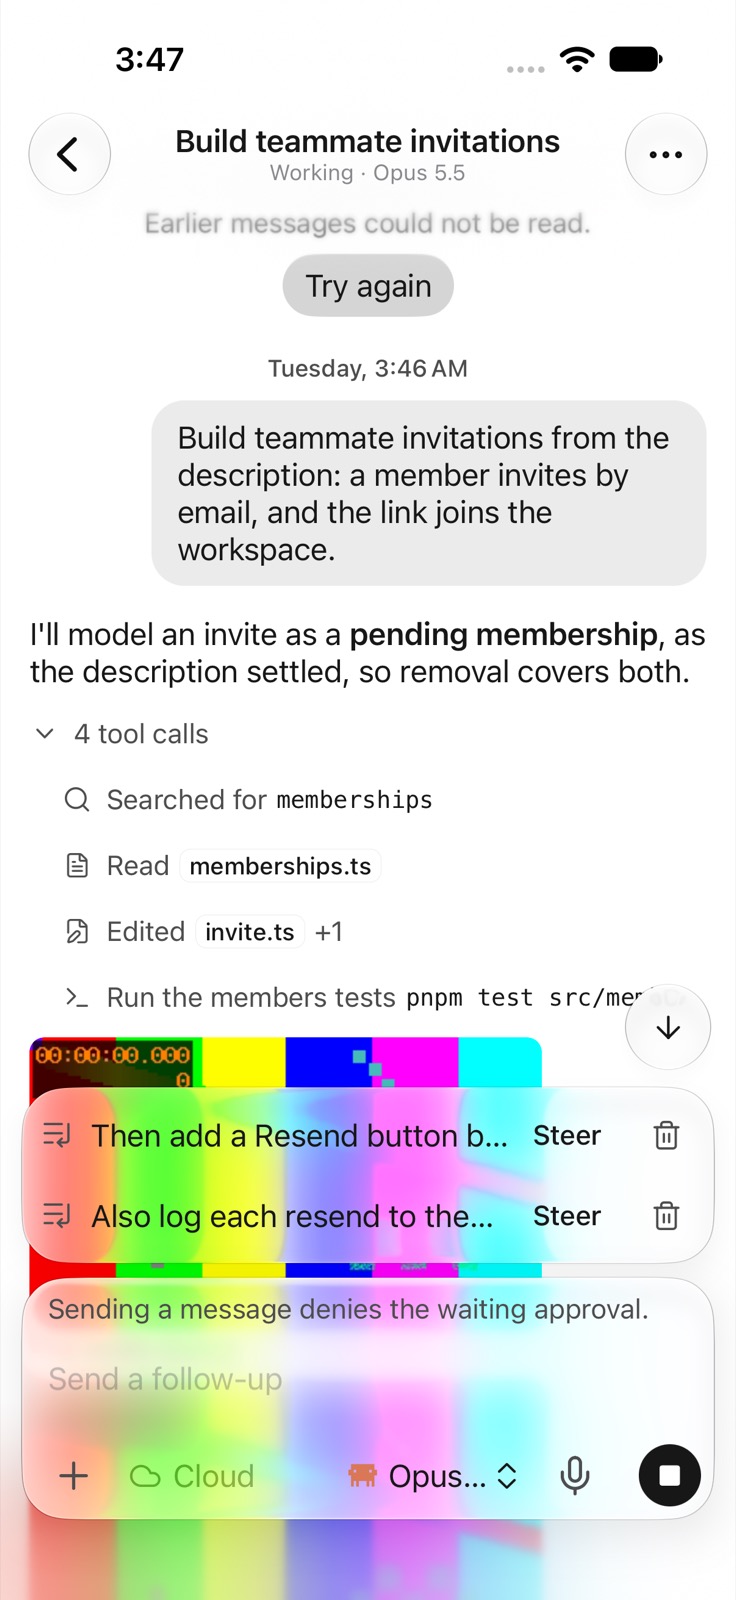 3:47
Build teammate invitations
Working · Opus 5.5
Earlier messages could not be read.
Try again
Tuesday, 3:46 AM
Build teammate invitations from the
description: a member invites by
email, and the link joins the
workspace.
I'll model an invite as a pending membership, as
the description settled, so removal covers both.
4 tool calls
Searched for memberships
Read memberships.ts
Edited invite.ts +1
Run the members tests pnpm test src/mem
00:00:00.000
0
Then add a Resend button b... Steer
Also log each resend to the... Steer
Sending a message denies the waiting approval.
Send a follow-up
Cloud Opus...